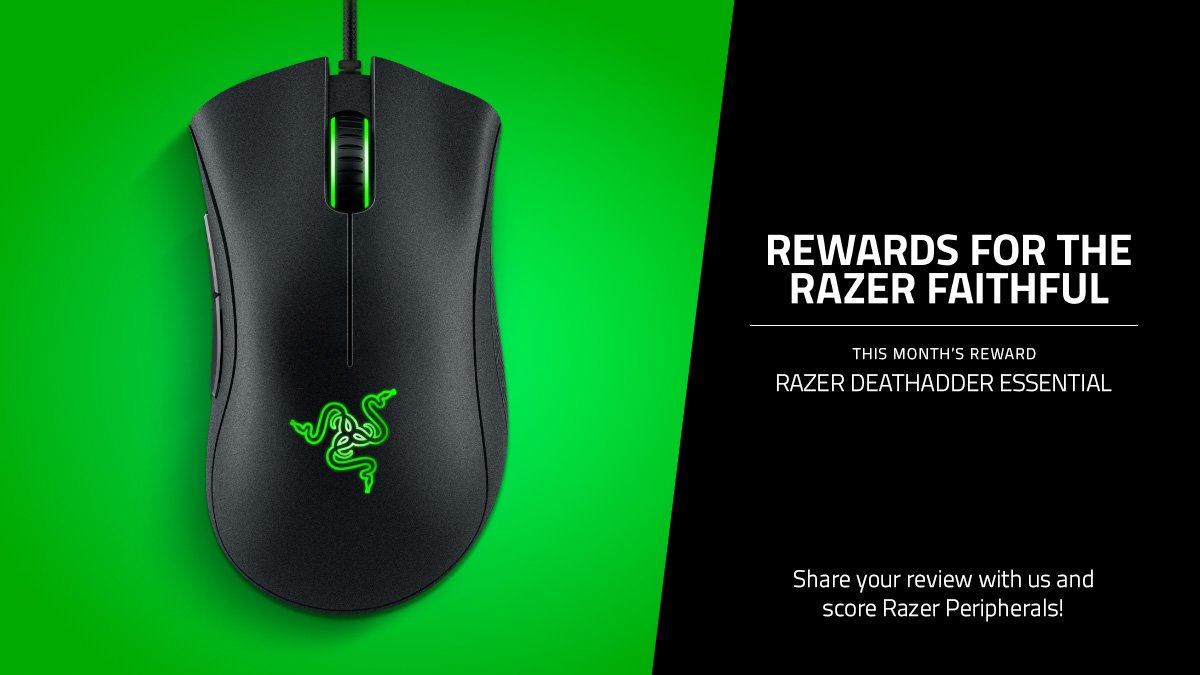 REWARDS FOR THE
RAZER FAITHFUL
THIS MONTH'S REWARD
RAZER DEATHADDER ESSENTIAL
Share your review with us and
score Razer Peripherals!